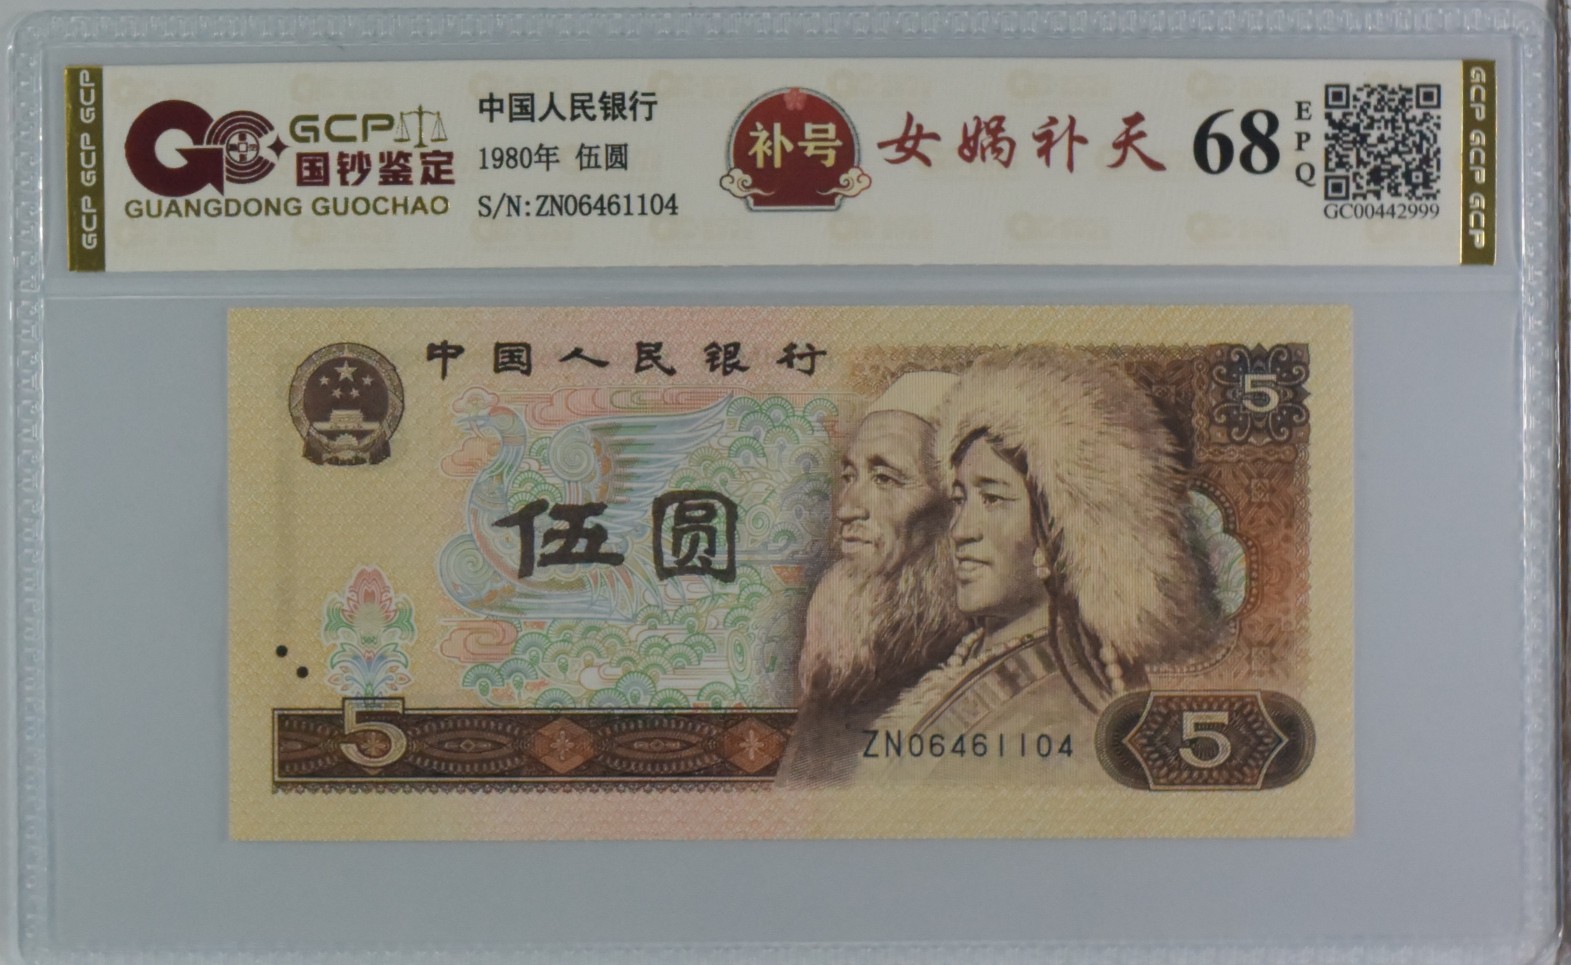 GCP GCP GCP
GCP
国钞鉴定
GUANGDONG GUOCHAO
中国人民银行
1980年 伍圆
S/N:ZN06461104
补号
女娲补天
68
EPQ
GC00442999
GCP GCP GCP
中国人民银行
5
伍圆
5
ZN06461104
5